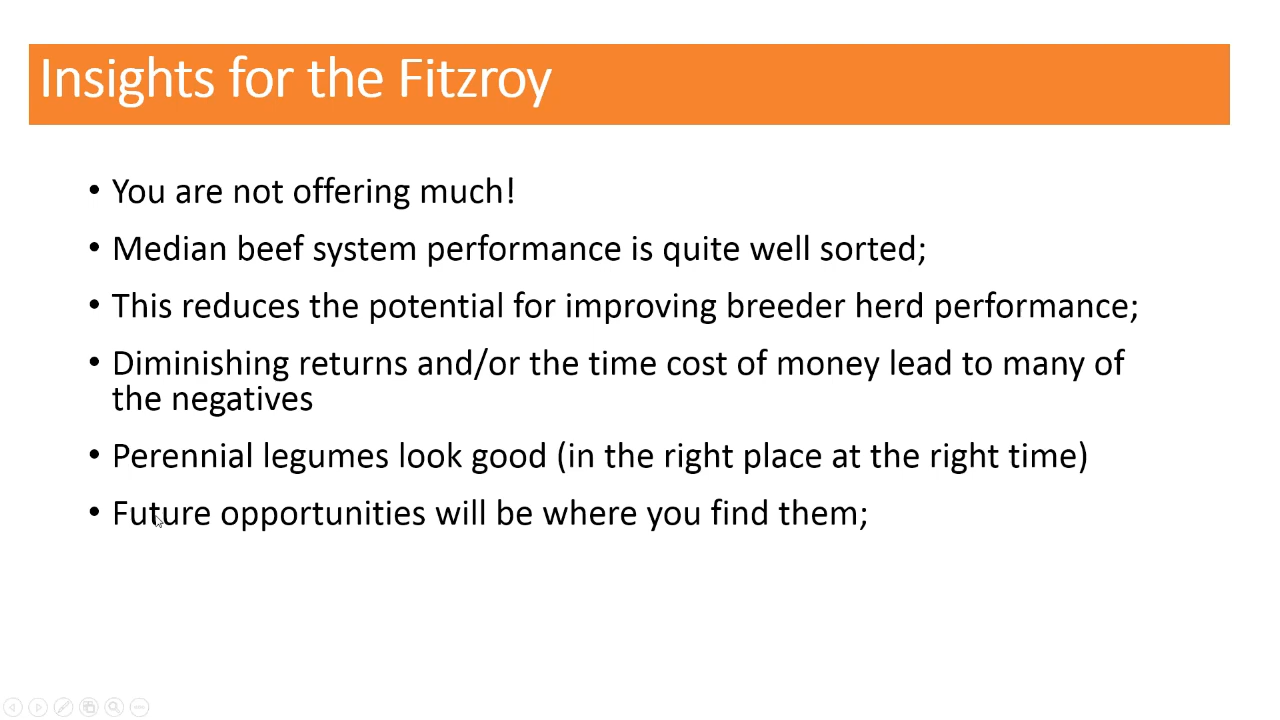 Insights for the Fitzroy
• You are not offering much!
• Median beef system performance is quite well sorted;
• This reduces the potential for improving breeder herd performance;
• Diminishing returns and/or the time cost of money lead to many of
the negatives
• Perennial legumes look good (in the right place at the right time)
• Future opportunities will be where you find them;